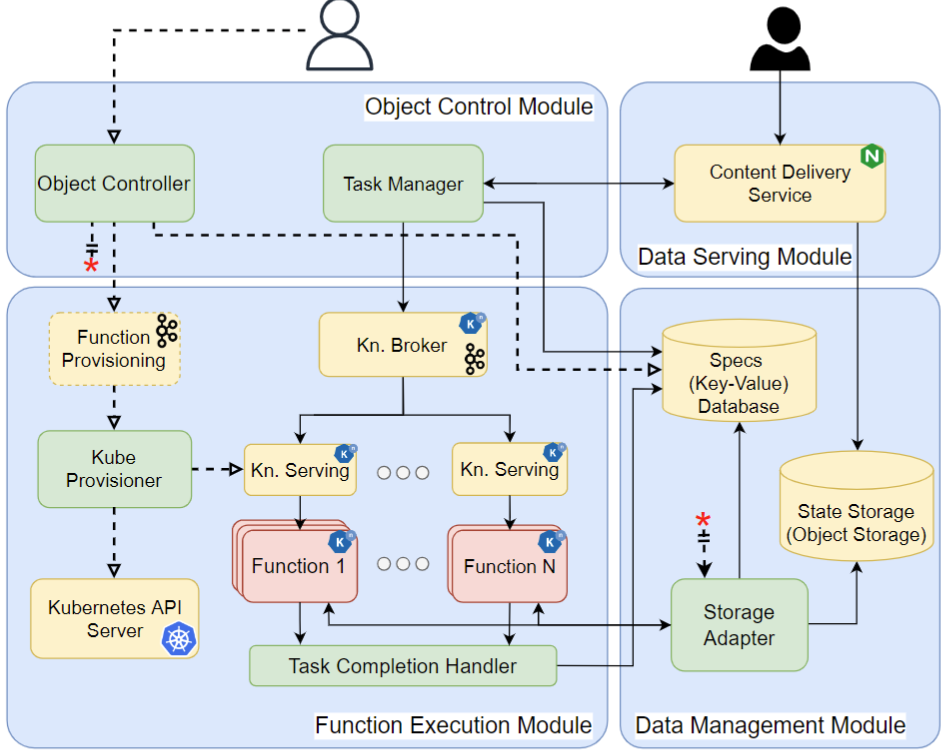 Object Control Module
Object Controller
Task Manager
Content Delivery
Service
N
Data Serving Module
*
Function
Provisioning
Kn. Broker
K
n
Specs
(Key-Value)
Database
Kube
Provisioner
Kn. Serving
K
n
Kn. Serving
K
n
State Storage
(Object Storage)
*
Function 1
K
n
Function N
K
n
Kubernetes API
Server
Storage
Adapter
Task Completion Handler
Function Execution Module
Data Management Module